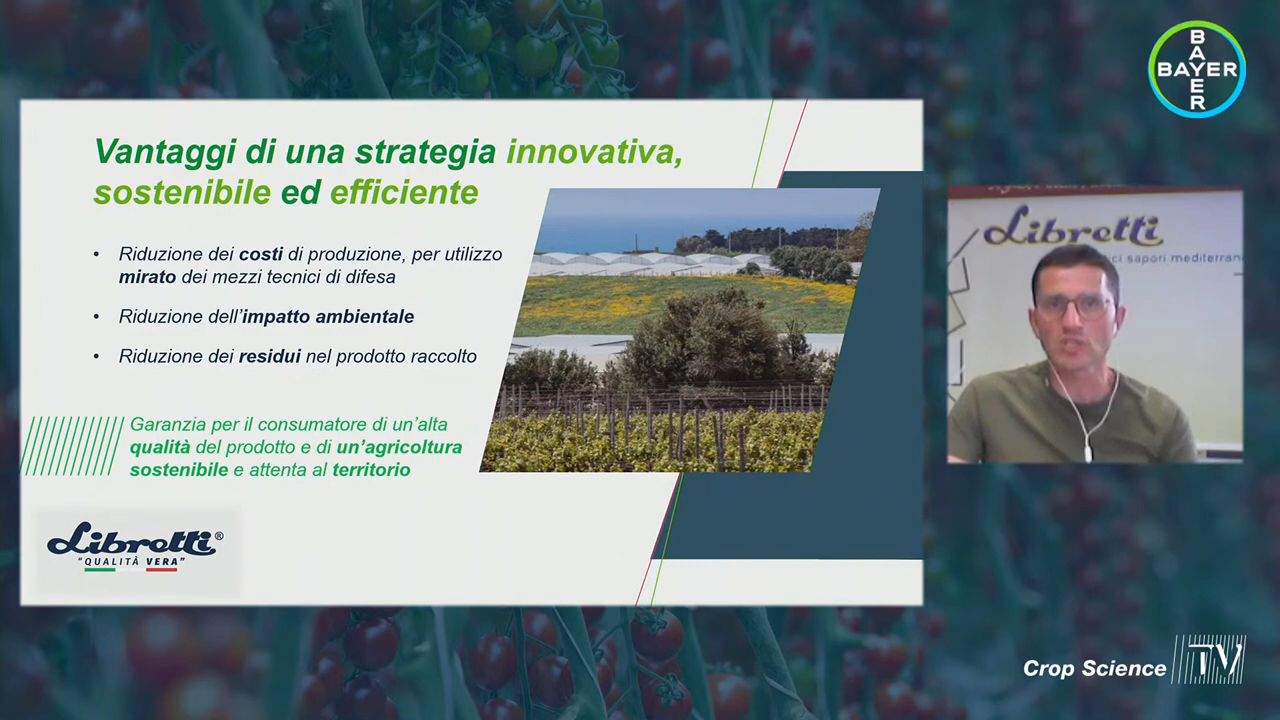 BAYER
BAYER
Vantaggi di una strategia innovativa,
sostenibile ed efficiente
• Riduzione dei costi di produzione, per utilizzo
mirato dei mezzi tecnici di difesa
• Riduzione dell'impatto ambientale
• Riduzione dei residui nel prodotto raccolto
Garanzia per il consumatore di un'alta
qualità del prodotto e di un'agricoltura
sostenibile e attenta al territorio
Libretti®
"QUALITÀ VERA"
Libretti
uci sapori mediterran
Crop Science TV